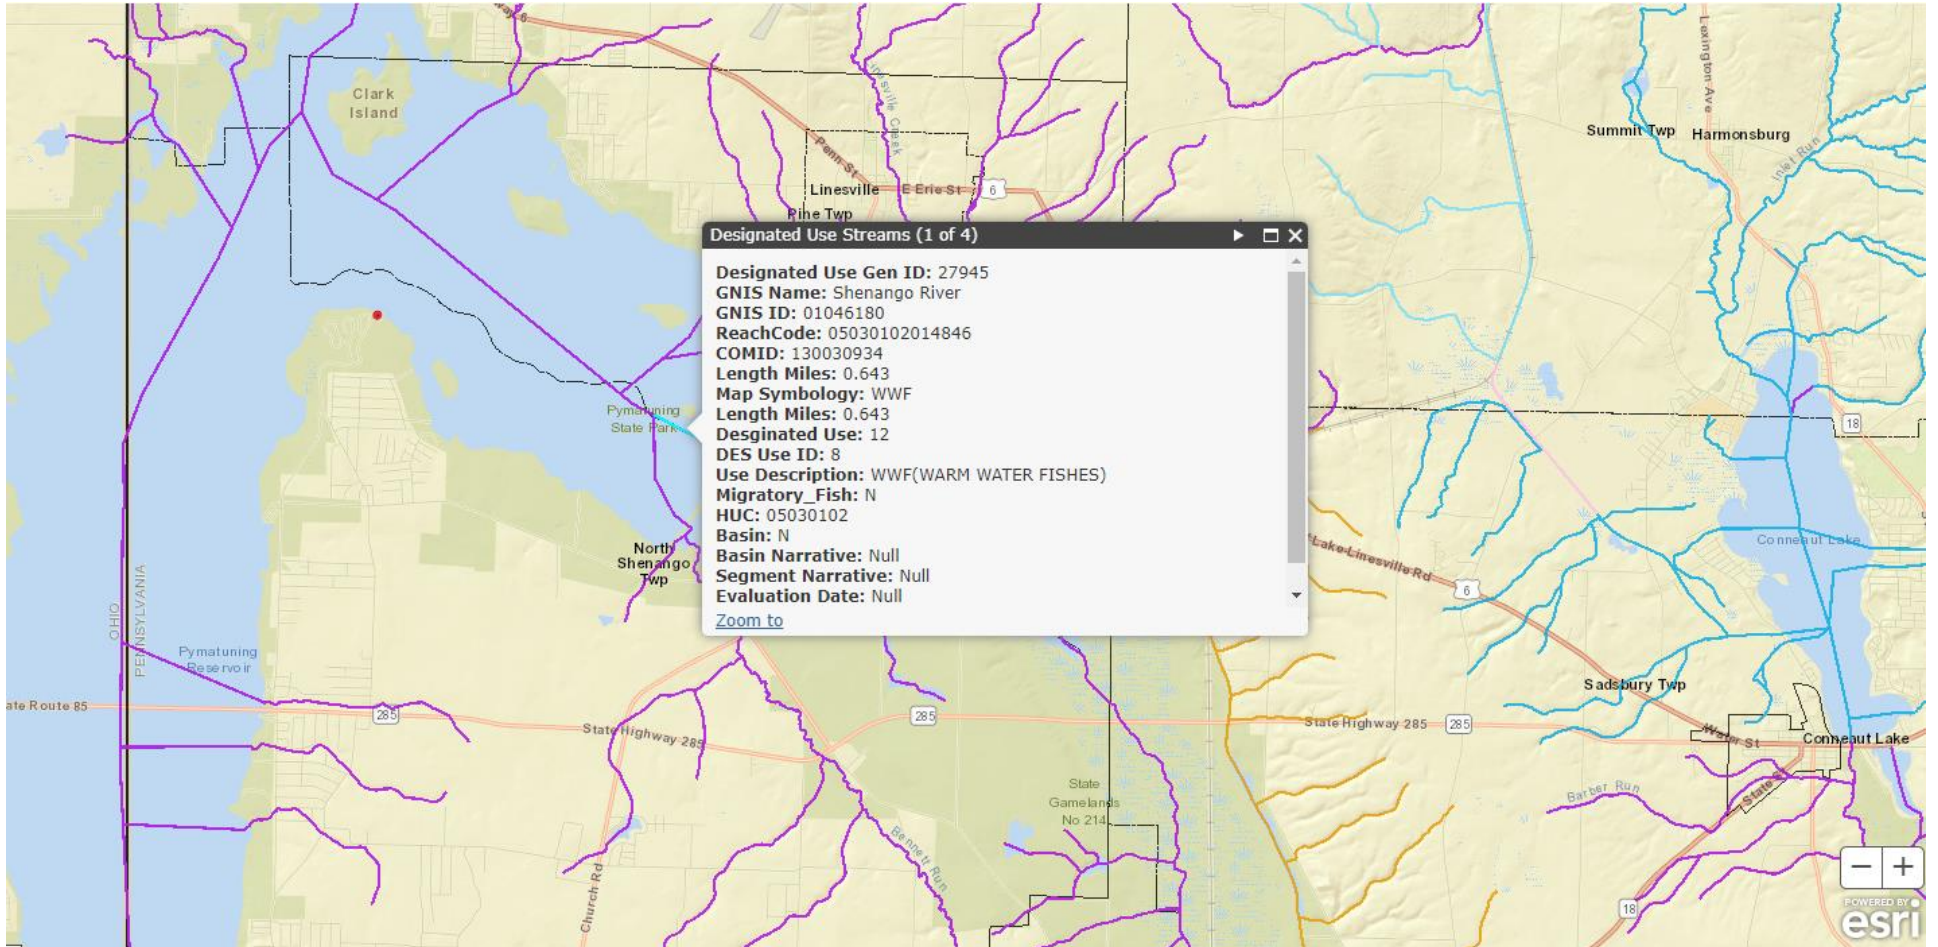 way 6
Clark
Island
Linesville Creek
Lexington Ave
Summit Twp
Harmonsburg
Inlet Run
Penn St
Linesville
E Erie St
6
Pine Twp
Designated Use Streams (1 of 4)
Designated Use Gen ID: 27945
GNIS Name: Shenango River
GNIS ID: 01046180
ReachCode: 05030102014846
COMID: 130030934
Length Miles: 0.643
Map Symbology: WWF
Length Miles: 0.643
Desginated Use: 12
DES Use ID: 8
Use Description: WWF(WARM WATER FISHES)
Migratory_Fish: N
HUC: 05030102
Basin: N
Basin Narrative: Null
Segment Narrative: Null
Evaluation Date: Null
Zoom to
Pymatuning
State Park
18
North
Shenango
Twp
Conneaut Lake
Lake-Linesville Rd
6
OHIO
PENNSYLVANIA
Pymatuning
Reservoir
Sadsbury Twp
ate Route 85
285
State Highway 285
285
State Highway 285
285
Water St
Conneaut Lake
State St
Barber Run
State
Gamelands
No 214
Bennett Run
Church Rd
18
POWERED BY
esri